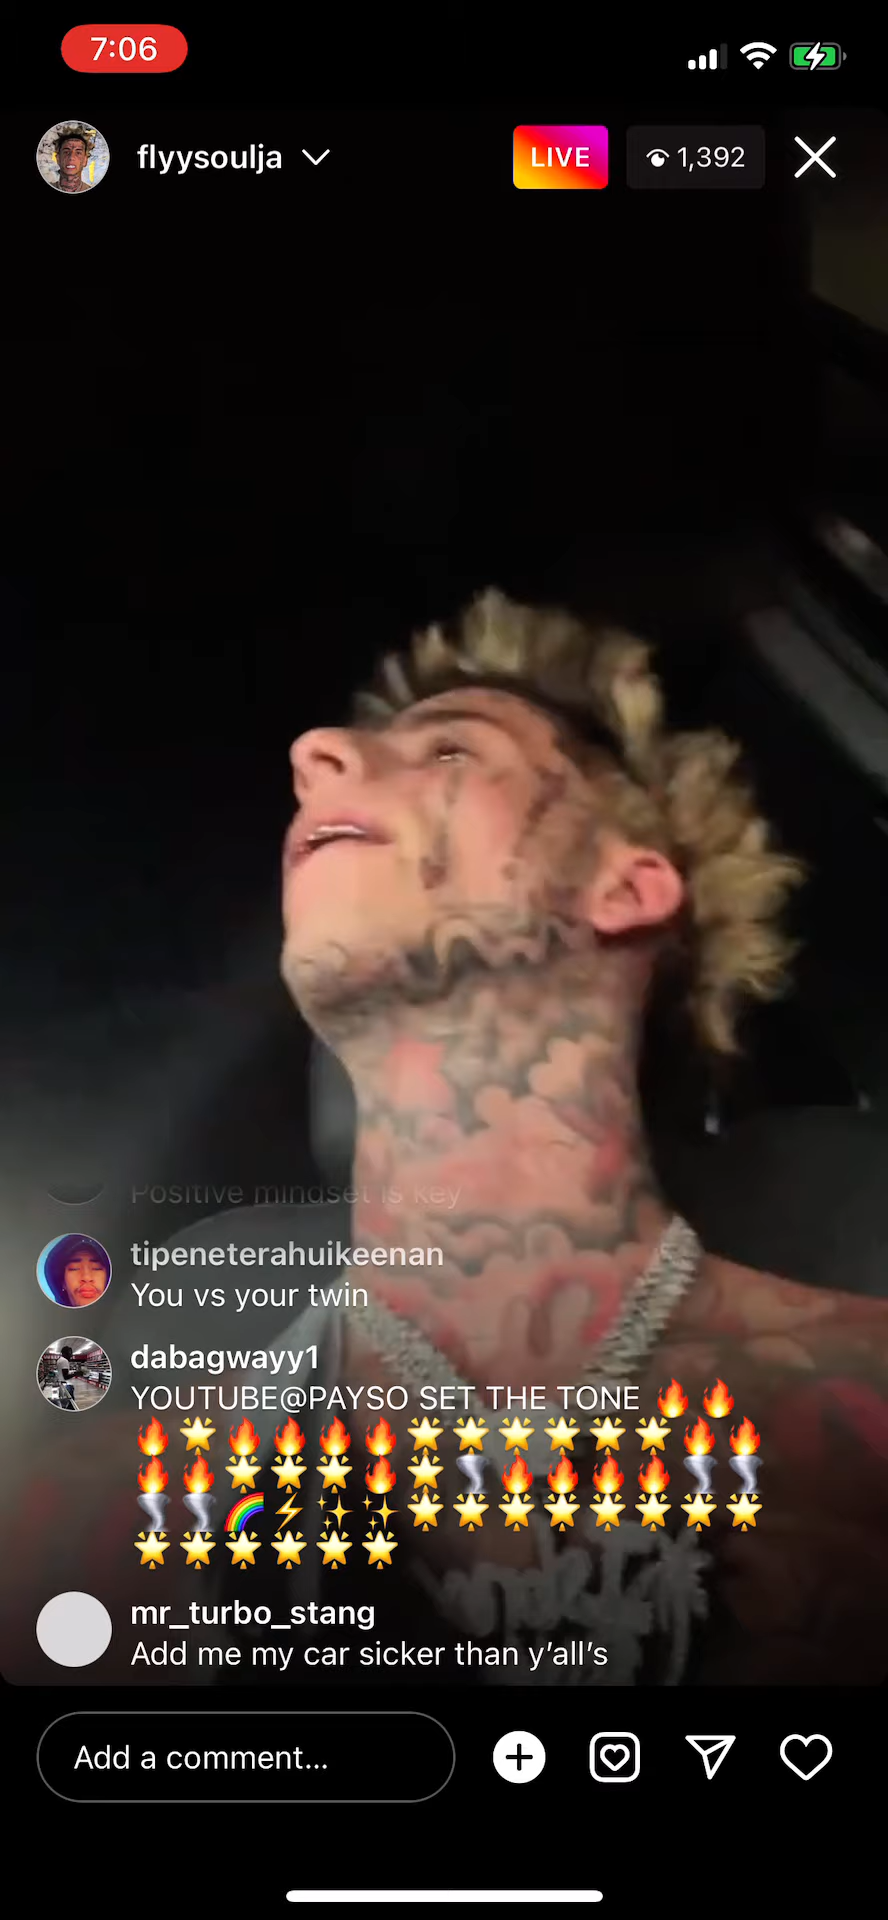 7:06
flyysoulja
LIVE
1,392
Positive mindset is key
tipeneterahuikeenan
You vs your twin
dabagwayy1
YOUTUBE@PAYSO SET THE TONE 🔥🔥
🔥🌟🔥🔥🔥🔥🌟🌟🌟🌟🌟🌟🔥🔥
🔥🔥🌟🌟🌟🔥🌟🌪️🔥🔥🔥🔥🌪️🌪️
🌪️🌪️🌈⚡✨✨🌟🌟🌟🌟🌟🌟🌟🌟
🌟🌟🌟🌟🌟🌟
mr_turbo_stang
Add me my car sicker than y’all’s
Add a comment...